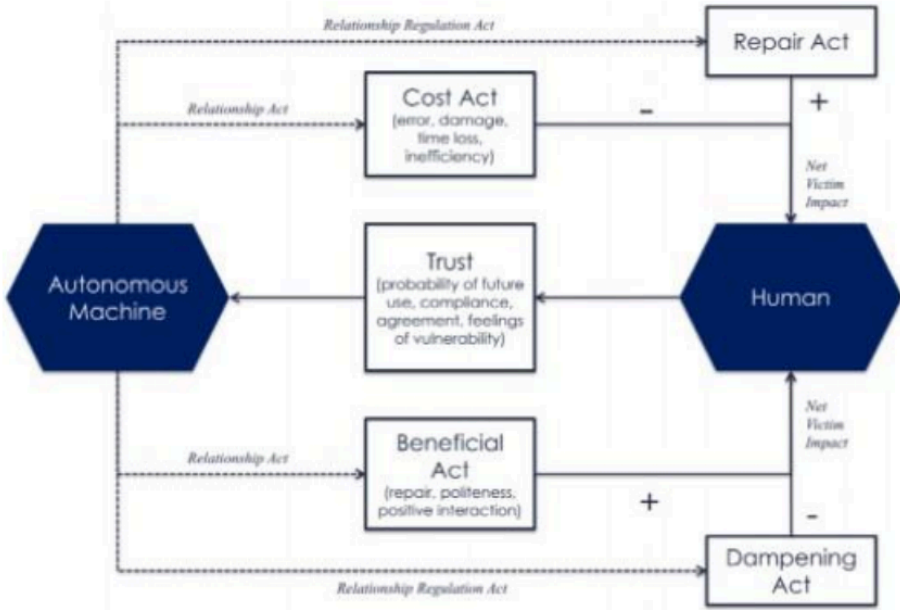 Relationship Regulation Act
Repair Act
Relationship Act
Cost Act
(error, damage,
time loss,
inefficiency)
-
+
Net
Victim
Impact
Autonomous
Machine
Trust
(probability of future
use, compliance,
agreement, feelings
of vulnerability)
Human
Relationship Act
Beneficial
Act
(repair, politeness,
positive interaction)
+
Net
Victim
Impact
-
Dampening
Act
Relationship Regulation Act